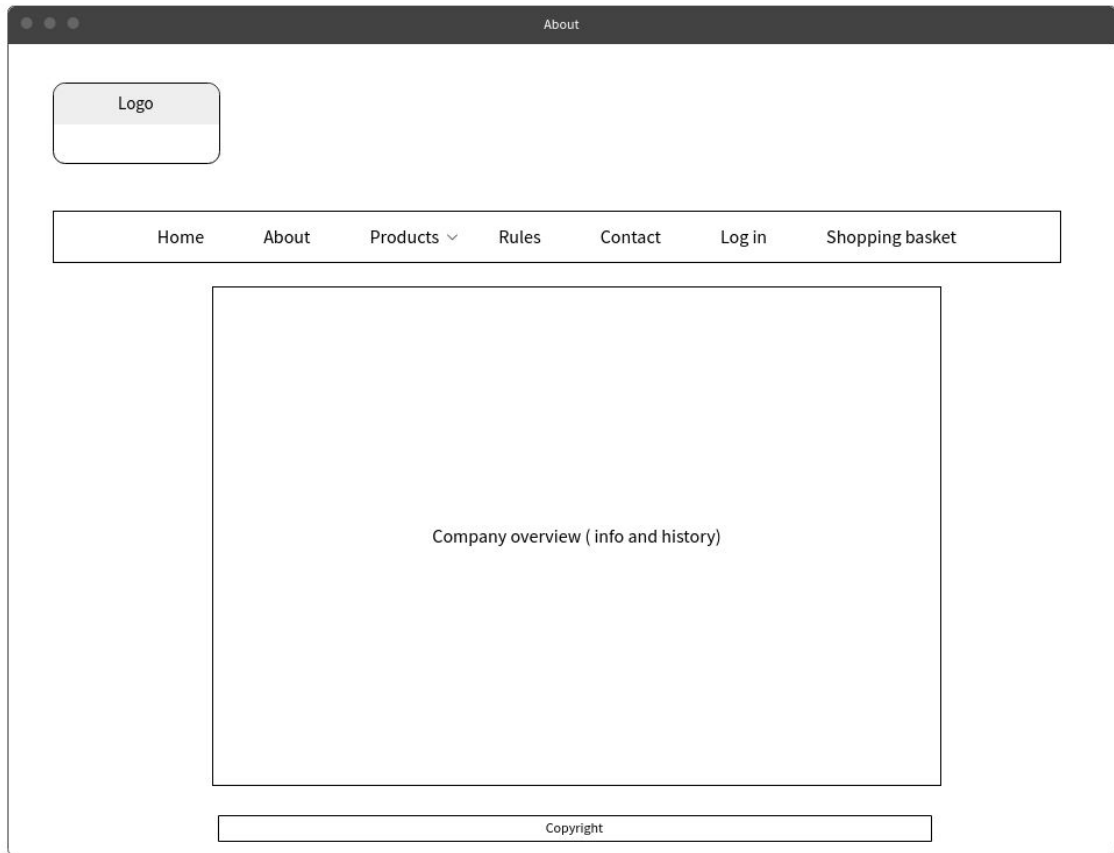 About
Logo
Home About Products Rules Contact Log in Shopping basket
Company overview ( info and history)
Copyright